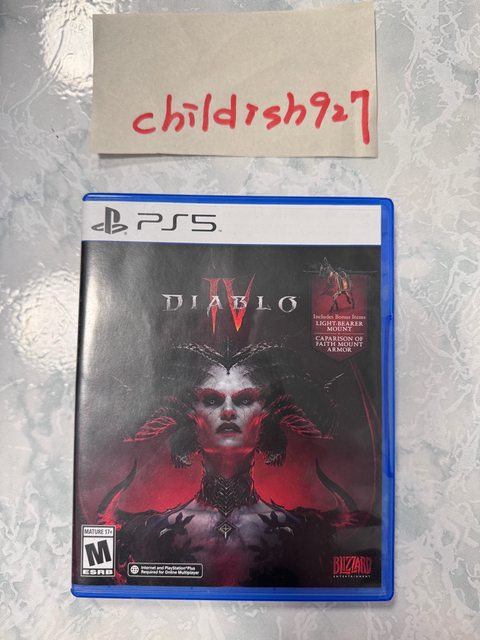 childish927
PS5
DIABLO
IV
Includes Bonus Items
LIGHT-BEARER
MOUNT
CAPARISON OF
FAITH MOUNT
ARMOR
MATURE 17+
M
ESRB
Internet and PlayStation®Plus
Required for Online Multiplayer
BLIZZARD
ENTERTAINMENT